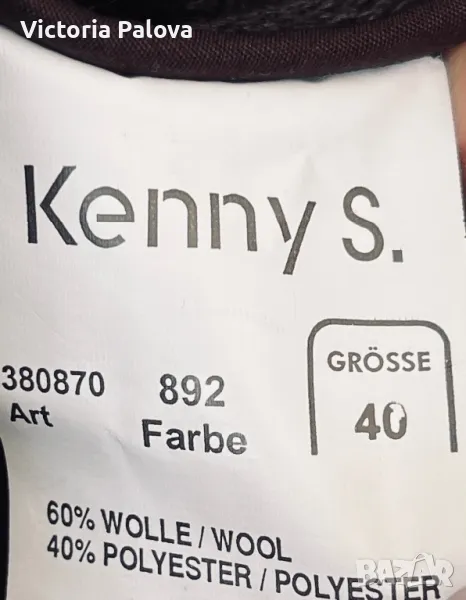 Victoria Palova
Kenny S.
380870 892
Art Farbe
GRÖSSE
40
60% WOLLE / WOOL
40% POLYESTER / POLYESTER
BAZAR